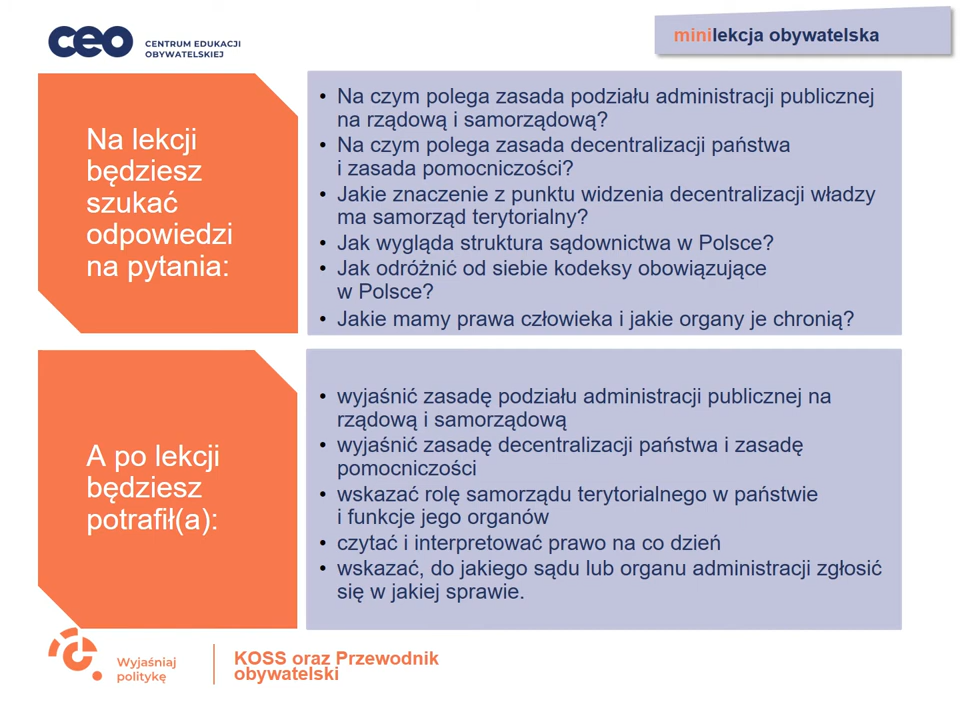 ceo
CENTRUM EDUKACJI
OBYWATELSKIEJ
minilekcja obywatelska
Na lekcji
będziesz
szukać
odpowiedzi
na pytania:
• Na czym polega zasada podziału administracji publicznej
na rządową i samorządową?
• Na czym polega zasada decentralizacji państwa
i zasada pomocniczości?
• Jakie znaczenie z punktu widzenia decentralizacji władzy
ma samorząd terytorialny?
• Jak wygląda struktura sądownictwa w Polsce?
• Jak odróżnić od siebie kodeksy obowiązujące
w Polsce?
• Jakie mamy prawa człowieka i jakie organy je chronią?
A po lekcji
będziesz
potrafił(a):
• wyjaśnić zasadę podziału administracji publicznej na
rządową i samorządową
• wyjaśnić zasadę decentralizacji państwa i zasadę
pomocniczości
• wskazać rolę samorządu terytorialnego w państwie
i funkcje jego organów
• czytać i interpretować prawo na co dzień
• wskazać, do jakiego sądu lub organu administracji zgłosić
się w jakiej sprawie.
Wyjaśniaj
politykę
KOSS oraz Przewodnik
obywatelski